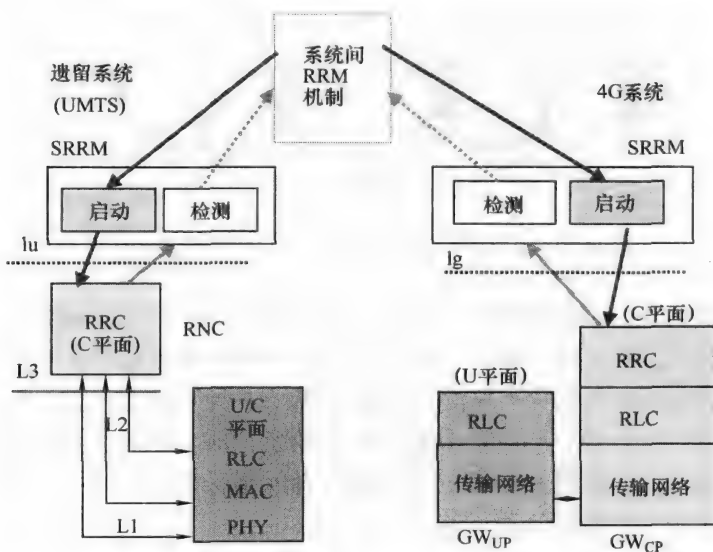 系统间
RRM
机制
遗留系统
(UMTS)
SRRM
启动
检测
Iu
RRC
(C平面)
RNC
L3
L2
L1
U/C
平面
RLC
MAC
PHY
4G系统
SRRM
检测
启动
Ig
(C平面)
RRC
RLC
传输网络
GWCP
(U平面)
RLC
传输网络
GWUP